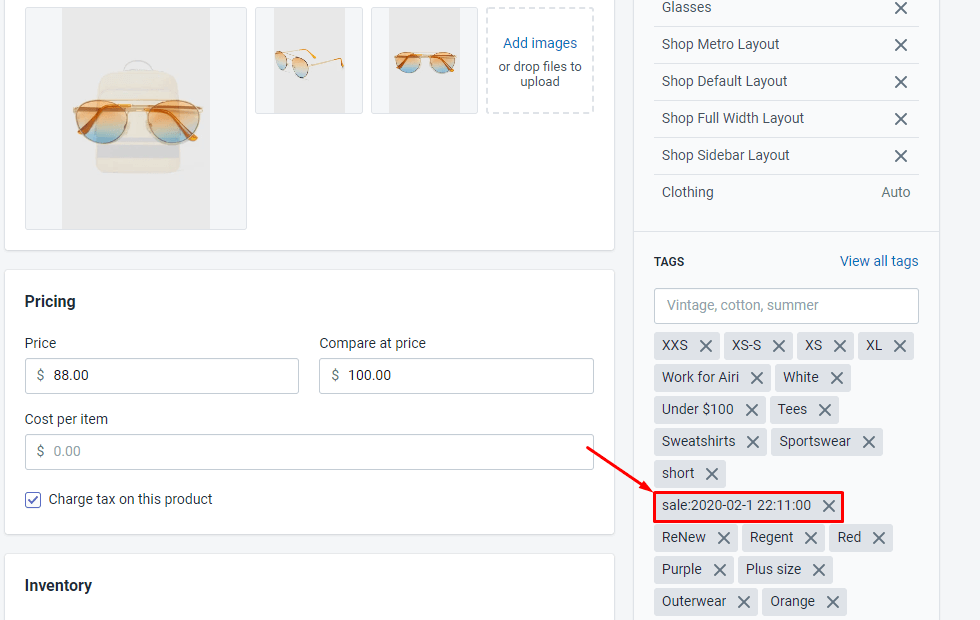 Add images
or drop files to
upload
Pricing
Price
Compare at price
$ 88.00
$ 100.00
Cost per item
$ 0.00
Charge tax on this product
Inventory
Glasses
Shop Metro Layout
Shop Default Layout
Shop Full Width Layout
Shop Sidebar Layout
Clothing Auto
TAGS View all tags
Vintage, cotton, summer
XXS XS-S XS XL
Work for Airi White
Under $100 Tees
Sweatshirts Sportswear
short
sale:2020-02-1 22:11:00
ReNew Regent Red
Purple Plus size
Outerwear Orange